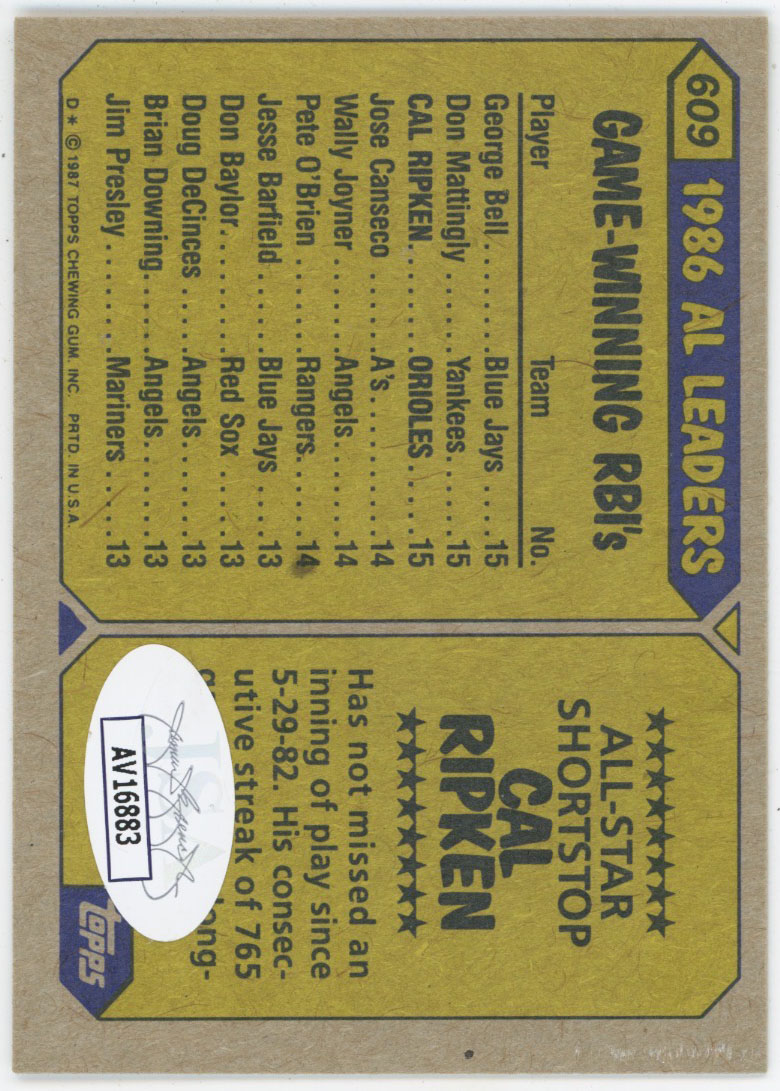 609 1986 AL LEADERS
GAME-WINNING RBI's
Player Team No.
George Bell.......Blue Jays....15
Don Mattingly......Yankees.....15
CAL RIPKEN........ORIOLES.....15
Jose Canseco......A's.........14
Wally Joyner......Angels......14
Pete O'Brien......Rangers.....14
Jesse Barfield.....Blue Jays....13
Don Baylor........Red Sox.....13
Doug DeCinces.....Angels......13
Brian Downing.....Angels......13
Jim Presley.......Mariners.....13
D * © 1987 TOPPS CHEWING GUM, INC. PRTD. IN U.S.A.
ALL-STAR
SHORTSTOP
CAL
RIPKEN
Has not missed an
inning of play since
5-29-82. His consec-
utive streak of 765
JSA
AV16883
TOPPS